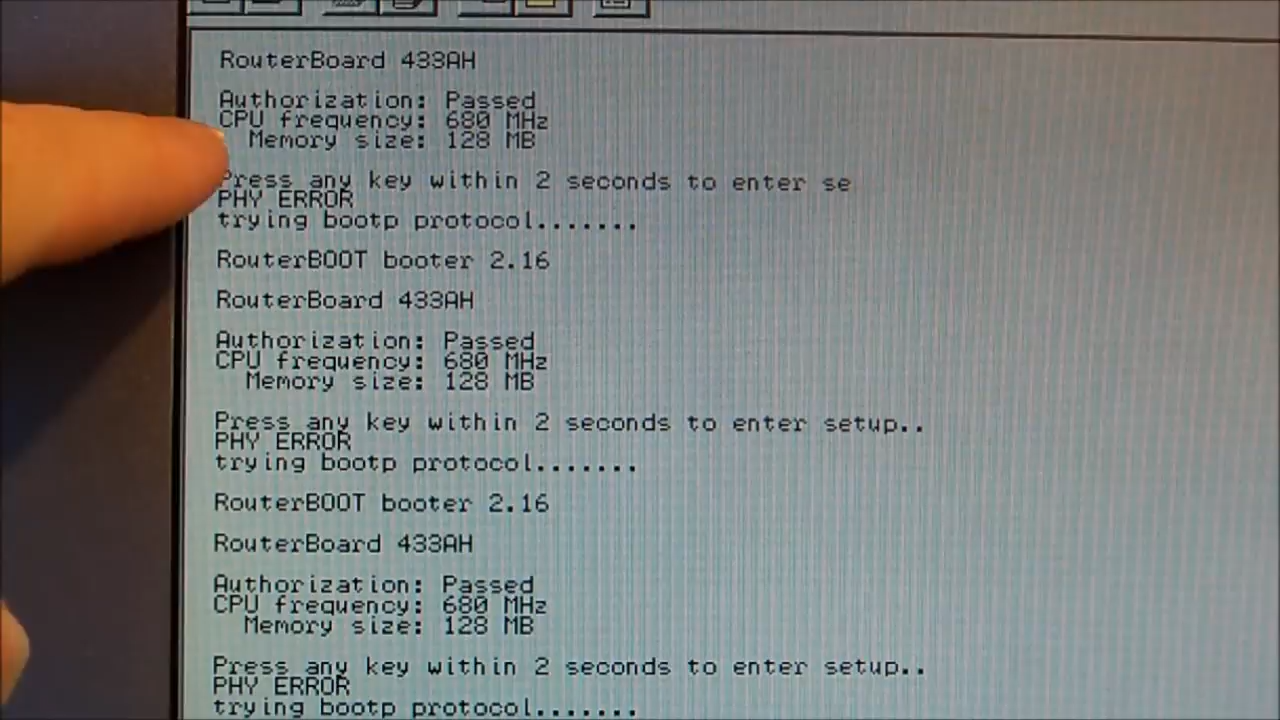 RouterBoard 433AH
Authorization: Passed
CPU frequency: 680 MHz
Memory size: 128 MB
Press any key within 2 seconds to enter se
PHY ERROR
trying bootp protocol.......
RouterBOOT booter 2.16
RouterBoard 433AH
Authorization: Passed
CPU frequency: 680 MHz
Memory size: 128 MB
Press any key within 2 seconds to enter setup..
PHY ERROR
trying bootp protocol.......
RouterBOOT booter 2.16
RouterBoard 433AH
Authorization: Passed
CPU frequency: 680 MHz
Memory size: 128 MB
Press any key within 2 seconds to enter setup..
PHY ERROR
trying bootp protocol.......